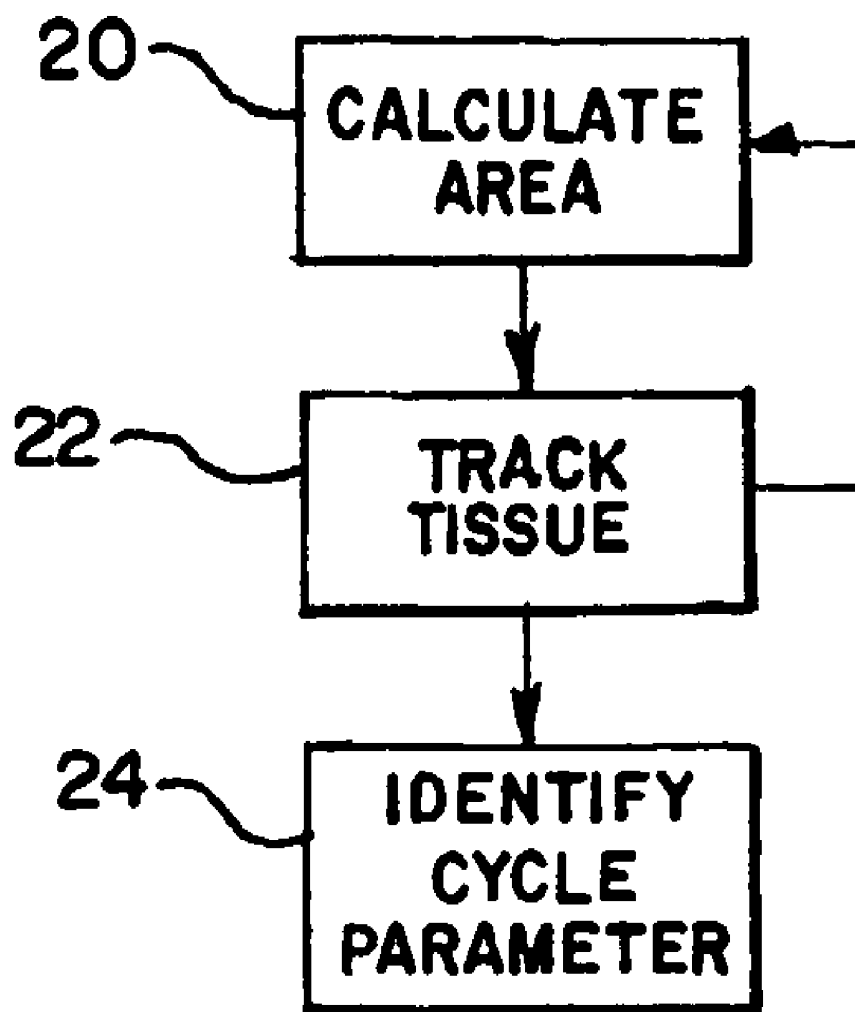 20
CALCULATE
AREA
22
TRACK
TISSUE
24
IDENTIFY
CYCLE
PARAMETER